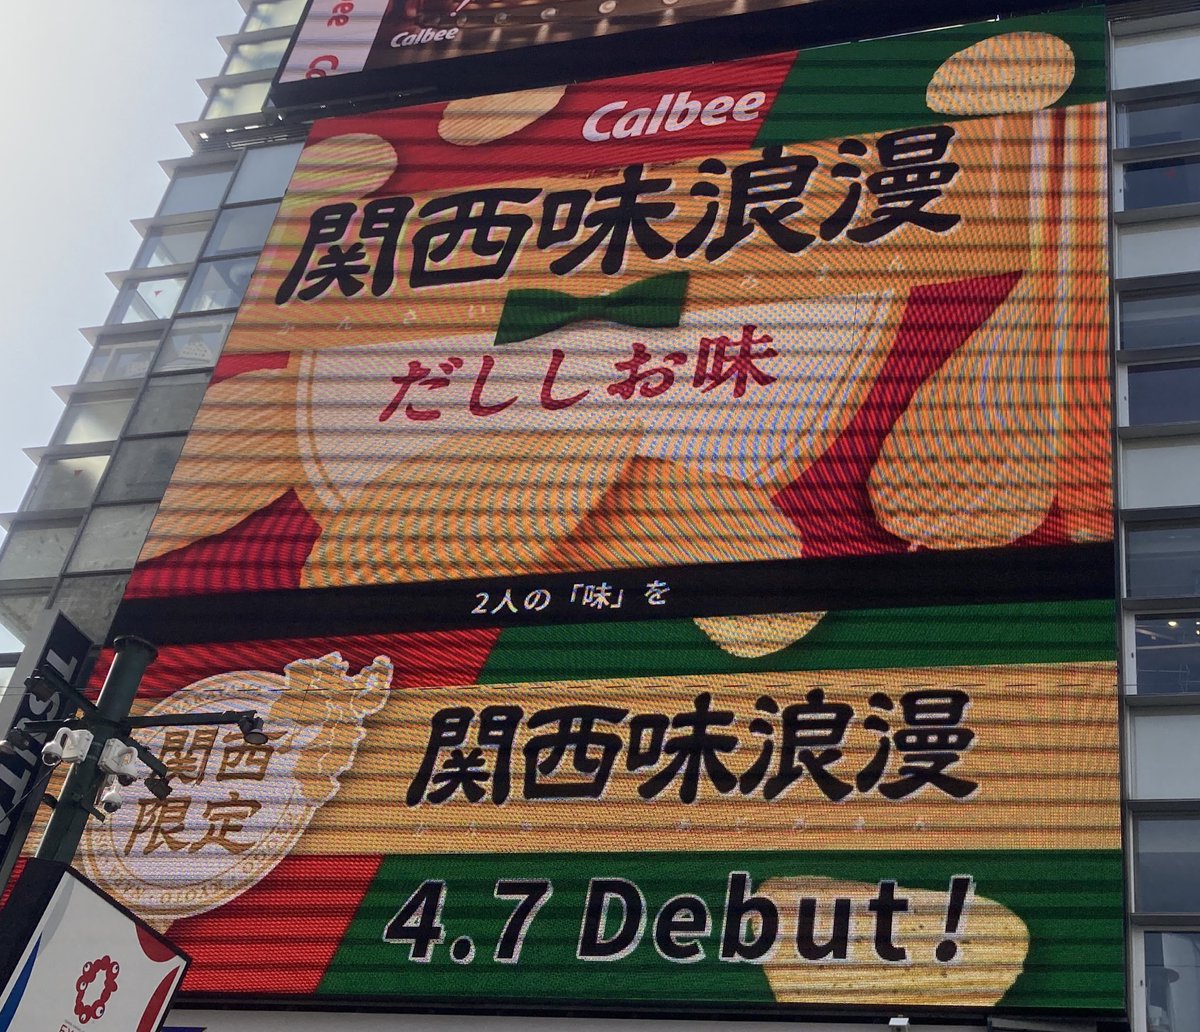 Calbee
Calbee
関西味浪漫
だししお味
2人の「味」を
関西
限定
関西味浪漫
4.7 Debut!